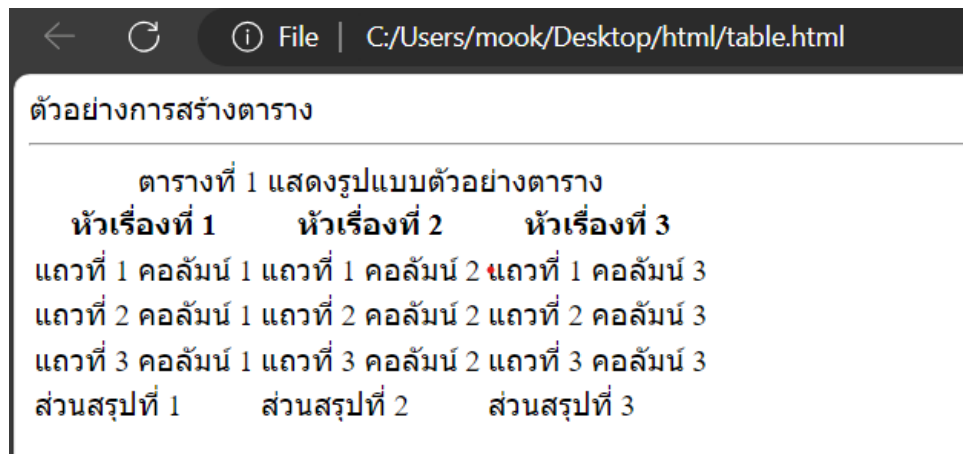 File | C:/Users/mook/Desktop/html/table.html
ตัวอย่างการสร้างตาราง
ตารางที่ 1 แสดงรูปแบบตัวอย่างตาราง
หัวเรื่องที่ 1 หัวเรื่องที่ 2 หัวเรื่องที่ 3
แถวที่ 1 คอลัมน์ 1 แถวที่ 1 คอลัมน์ 2 แถวที่ 1 คอลัมน์ 3
แถวที่ 2 คอลัมน์ 1 แถวที่ 2 คอลัมน์ 2 แถวที่ 2 คอลัมน์ 3
แถวที่ 3 คอลัมน์ 1 แถวที่ 3 คอลัมน์ 2 แถวที่ 3 คอลัมน์ 3
ส่วนสรุปที่ 1 ส่วนสรุปที่ 2 ส่วนสรุปที่ 3